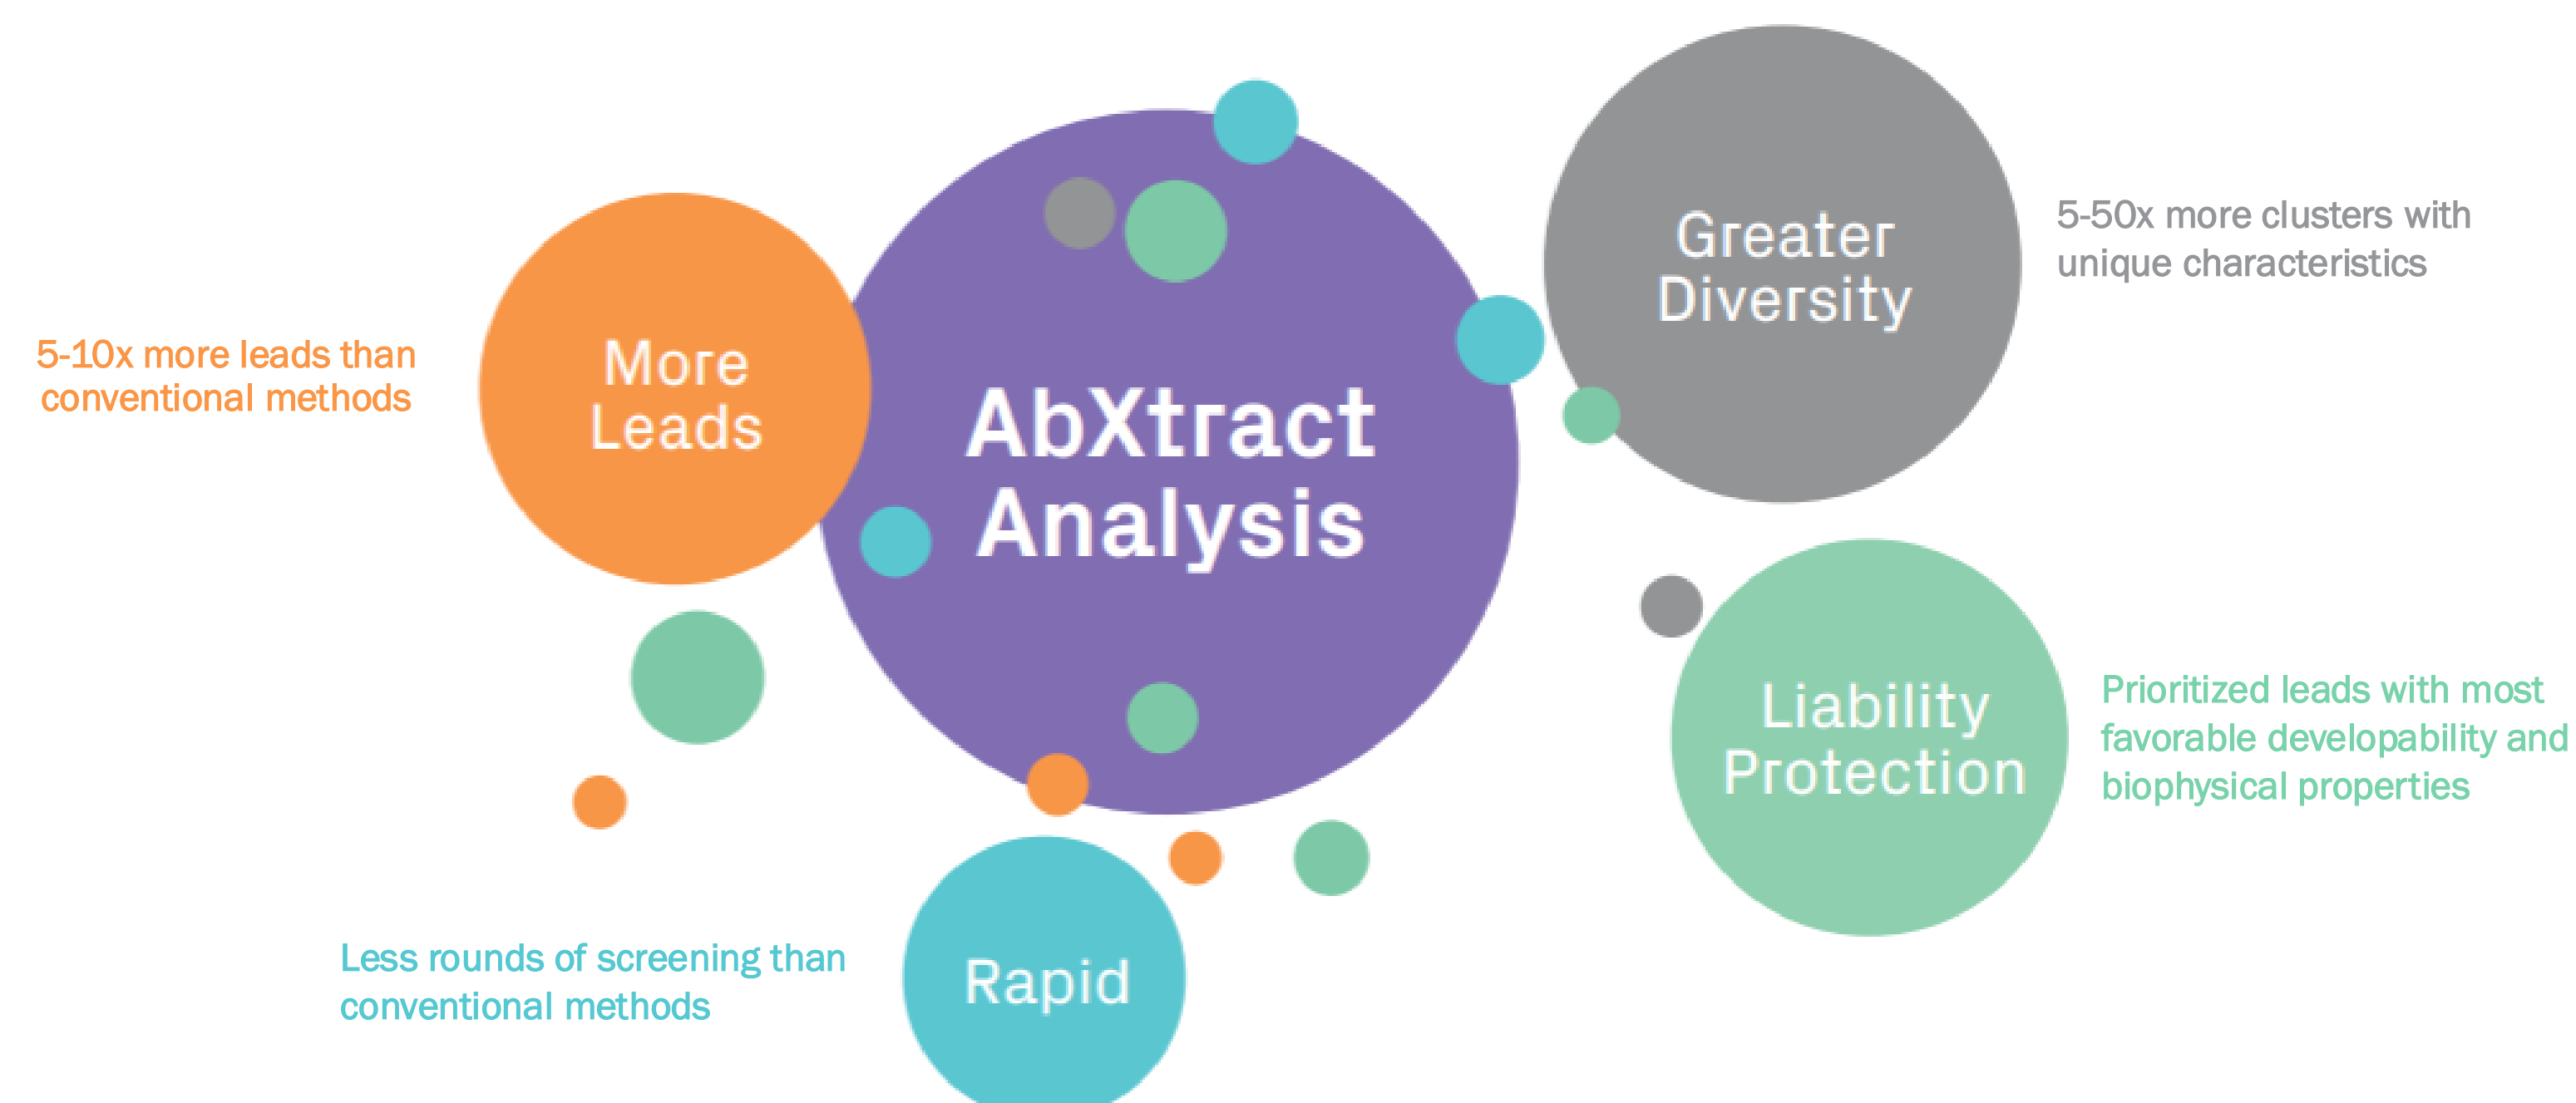 5-10x more leads than
conventional methods
More
Leads
AbXtract
Analysis
Greater
Diversity
5-50x more clusters with
unique characteristics
Liability
Protection
Prioritized leads with most
favorable developability and
biophysical properties
Less rounds of screening than
conventional methods
Rapid